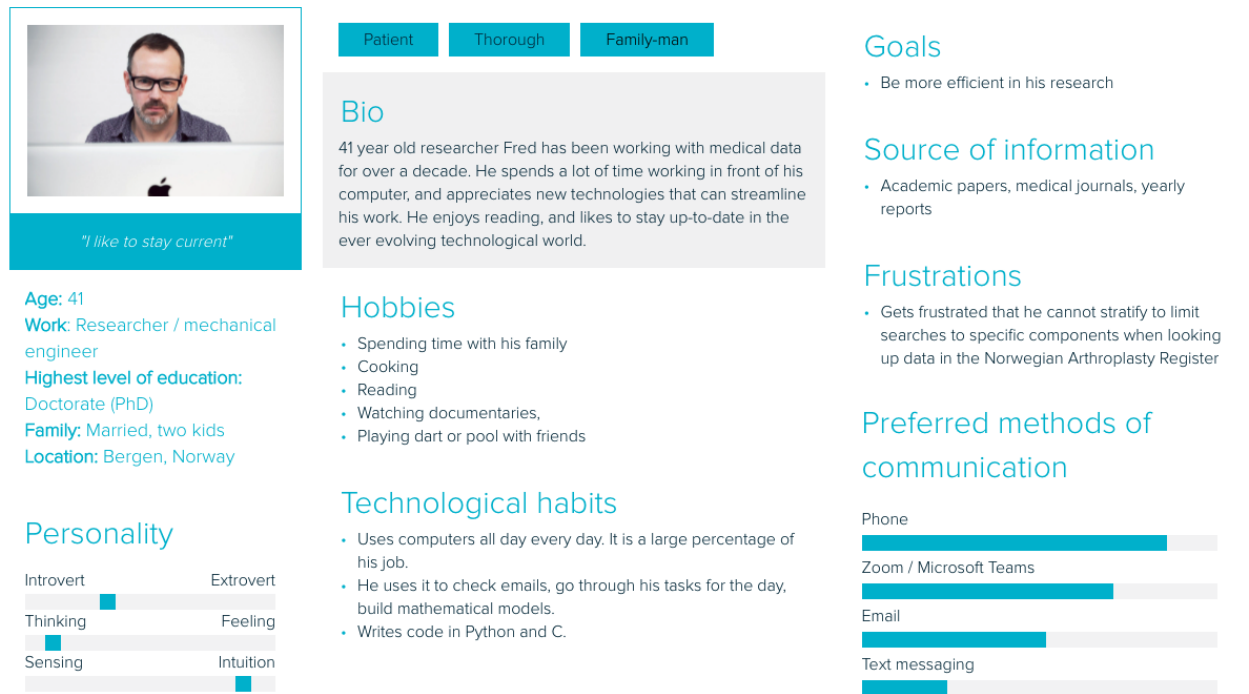 "I like to stay current"
Age: 41
Work: Researcher / mechanical
engineer
Highest level of education:
Doctorate (PhD)
Family: Married, two kids
Location: Bergen, Norway
Personality
Introvert Extrovert
Thinking Feeling
Sensing Intuition
Patient Thorough Family-man
Bio
41 year old researcher Fred has been working with medical data
for over a decade. He spends a lot of time working in front of his
computer, and appreciates new technologies that can streamline
his work. He enjoys reading, and likes to stay up-to-date in the
ever evolving technological world.
Hobbies
• Spending time with his family
• Cooking
• Reading
• Watching documentaries,
• Playing dart or pool with friends
Technological habits
• Uses computers all day every day. It is a large percentage of
his job.
• He uses it to check emails, go through his tasks for the day,
build mathematical models.
• Writes code in Python and C.
Goals
• Be more efficient in his research
Source of information
• Academic papers, medical journals, yearly
reports
Frustrations
• Gets frustrated that he cannot stratify to limit
searches to specific components when looking
up data in the Norwegian Arthroplasty Register
Preferred methods of
communication
Phone
Zoom / Microsoft Teams
Email
Text messaging